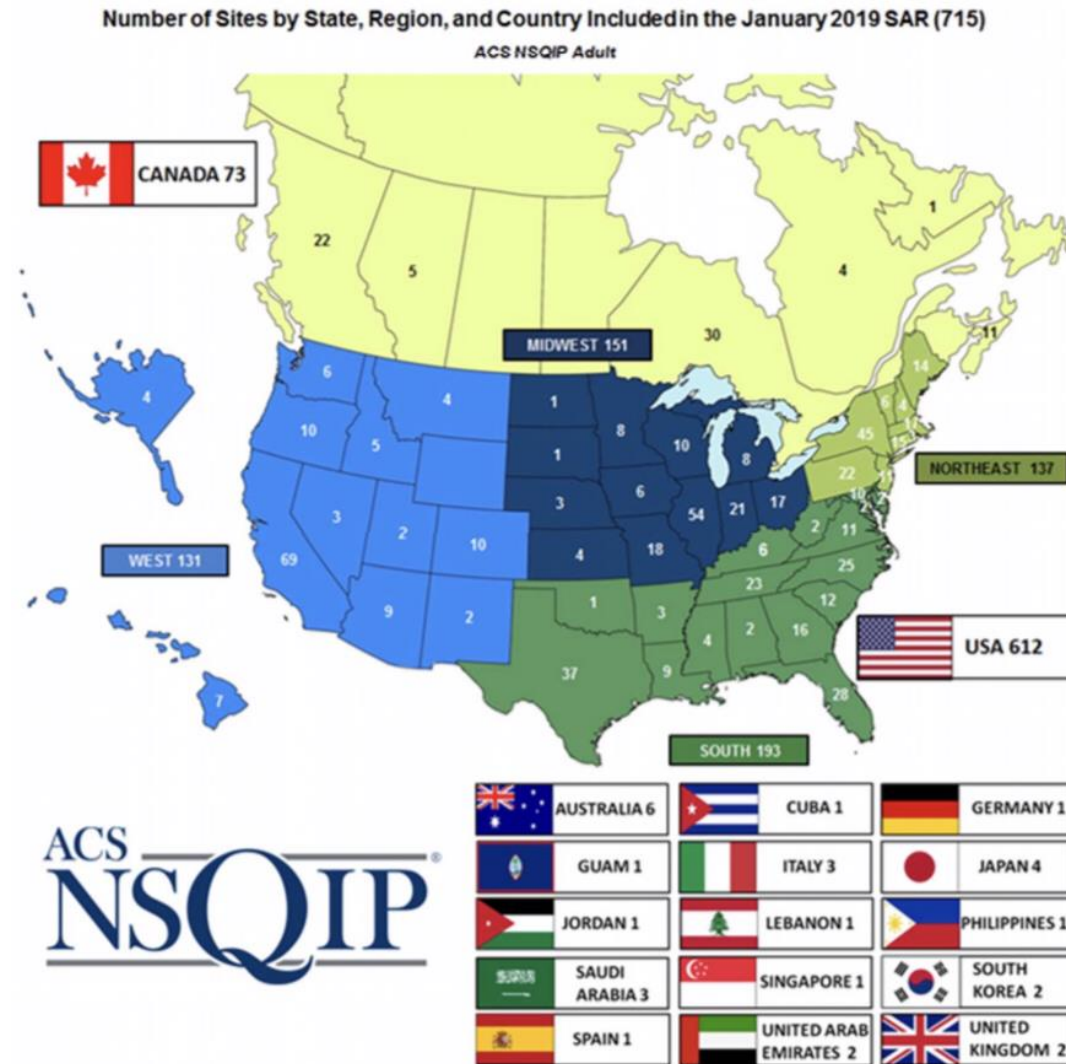 Number of Sites by State, Region, and Country Included in the January 2019 SAR (715)
ACS NSQIP Adult
CANADA 73
1
22
5
4
30
11
MIDWEST 151
6
4
1
14
4
8
6
4
10
10
45
5
1
8
15
22
NORTHEAST 137
3
6
54
21
17
3
2
10
2
11
WEST 131
69
4
18
6
25
23
9
2
1
3
12
4
2
16
USA 612
37
9
28
7
SOUTH 193
AUSTRALIA 6
CUBA 1
GERMANY 1
GUAM 1
ITALY 3
JAPAN 4
JORDAN 1
LEBANON 1
PHILIPPINES 1
SAUDI
ARABIA 3
SINGAPORE 1
SOUTH
KOREA 2
SPAIN 1
UNITED ARAB
EMIRATES 2
UNITED
KINGDOM 2
ACS
NSQIP
®